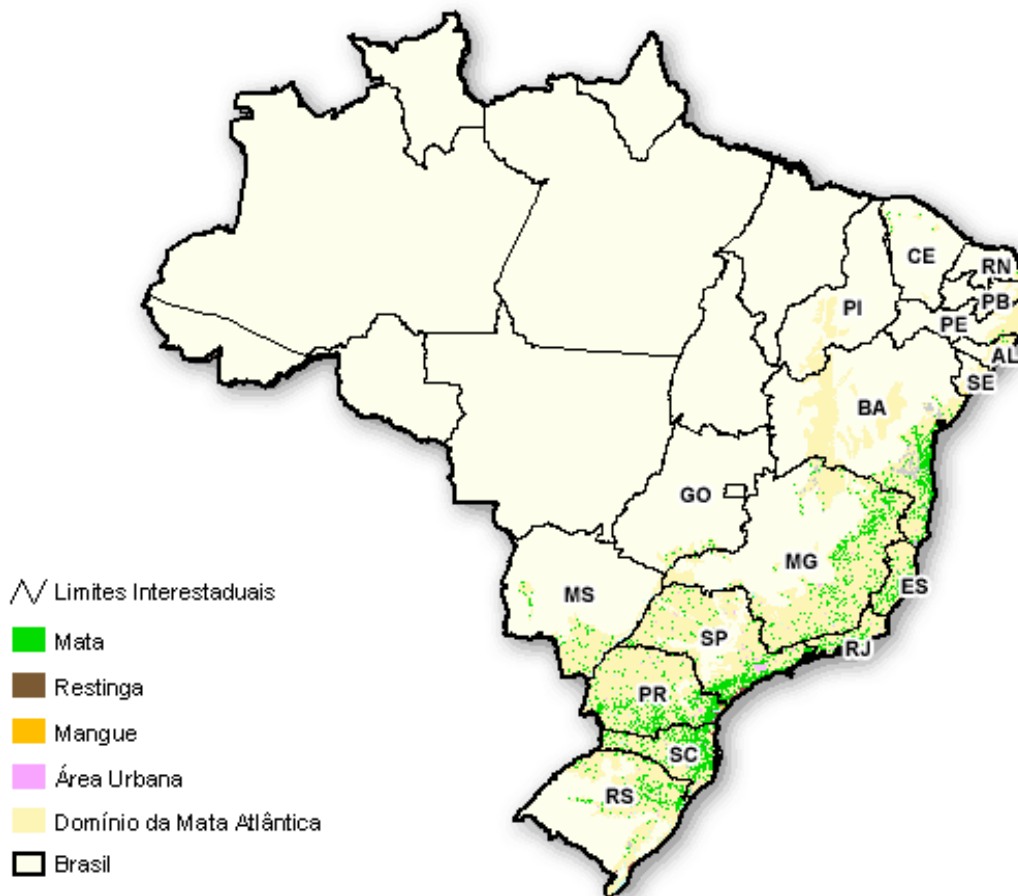 CE
RN
PB
PI
PE
AL
SE
BA
GO
MG
ES
MS
SP
RJ
PR
SC
RS
Limites Interestaduais
Mata
Restinga
Mangue
Área Urbana
Domínio da Mata Atlântica
Brasil